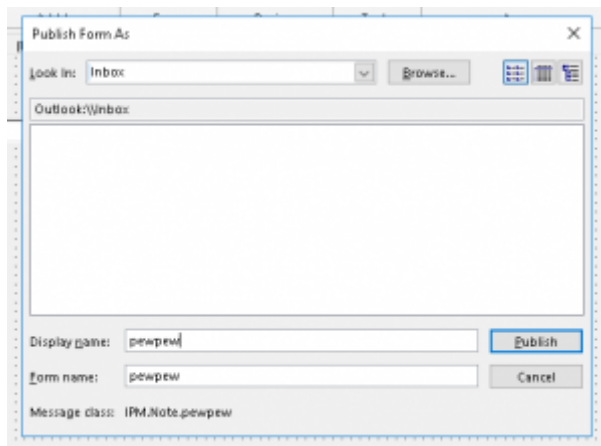 Publish Form As
Look In: Inbox Browse...
Outlook:\\Inbox
Display name: pewpew Publish
Form name: pewpew Cancel
Message class: IPM.Note.pewpew